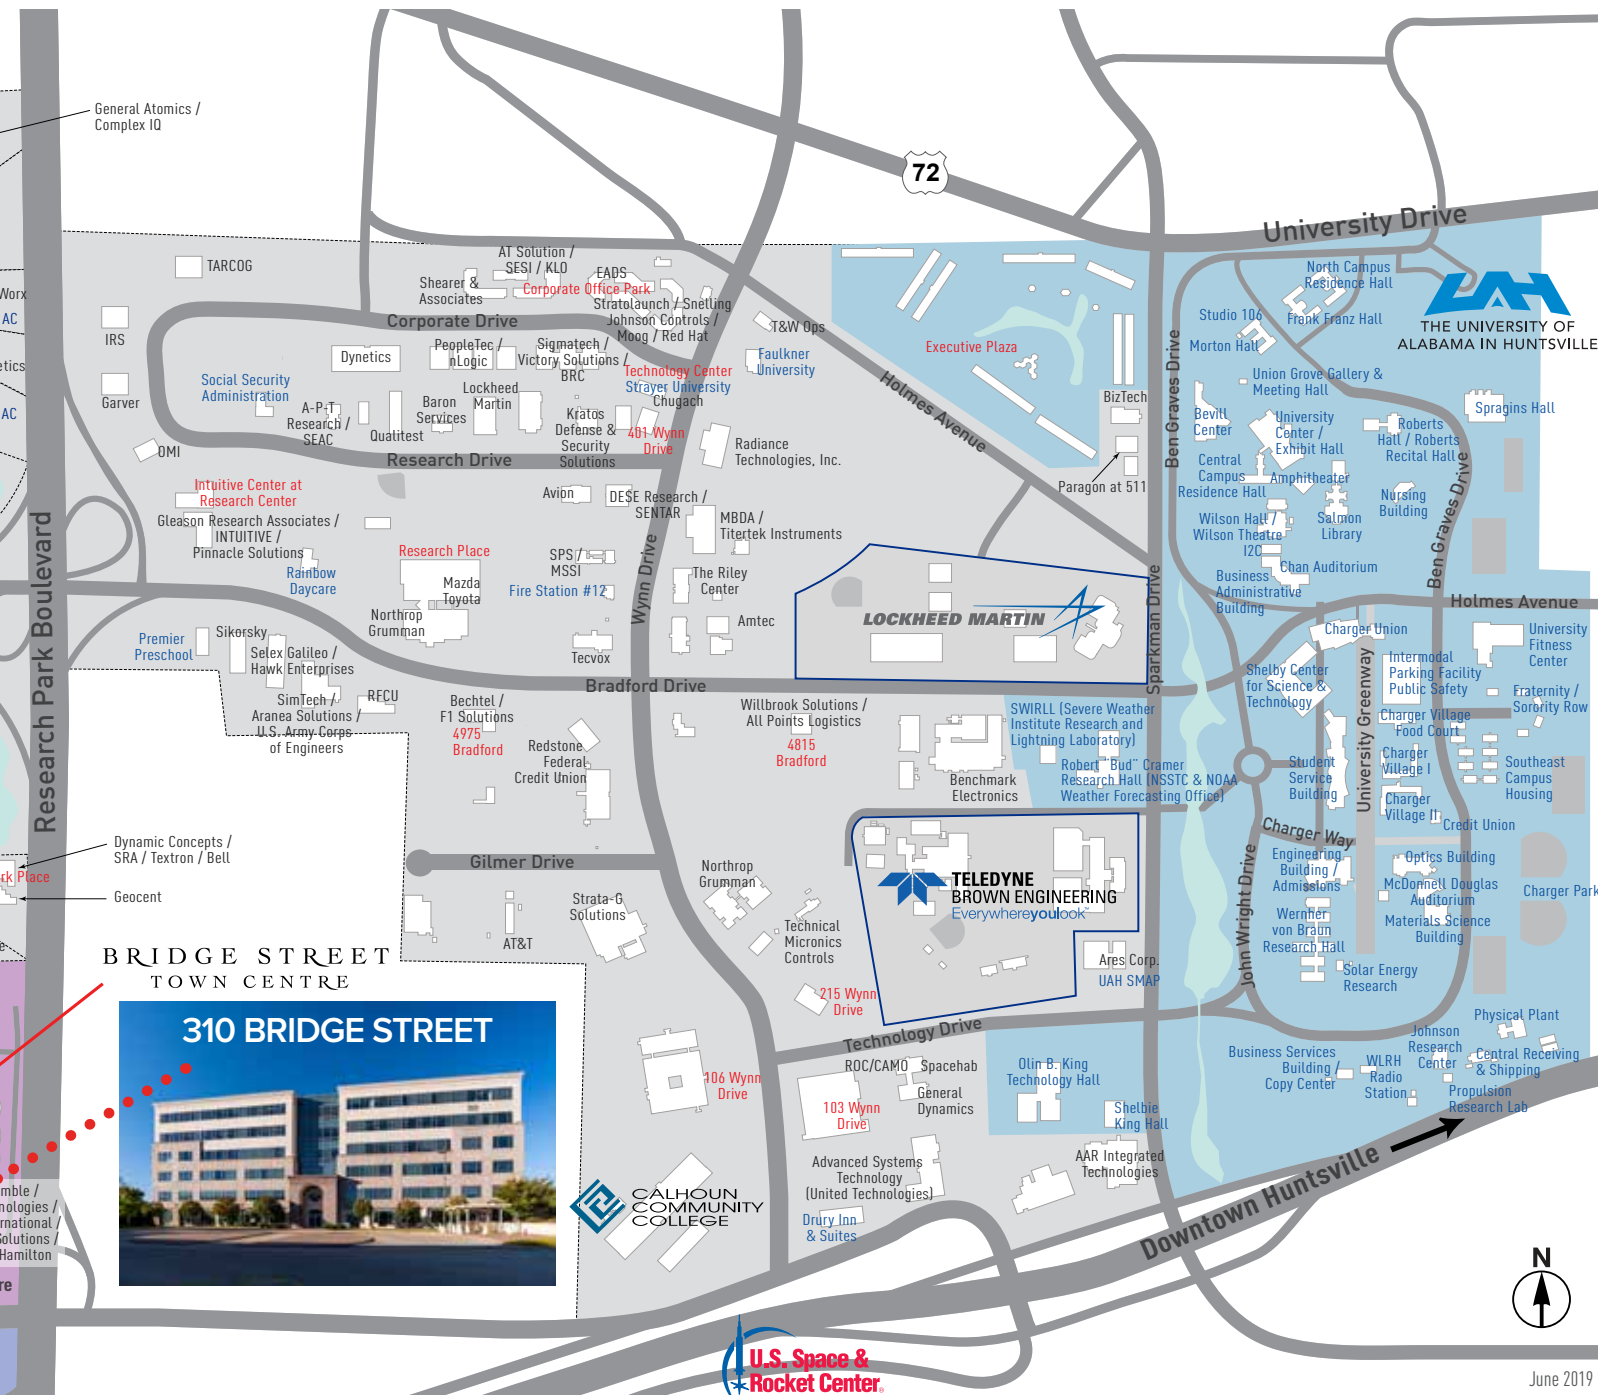 General Atomics /
Complex IQ
72
University Drive
TARCOG
AT Solution /
SESI / KLO
Shearer &
Associates
EADS
Corporate Office Park
Stratolaunch / Snelling
Johnson Controls /
Moog / Red Hat
Corporate Drive
T&W Ops
Executive Plaza
Faulkner
University
IRS
Dynetics
PeopleTec /
nLogic
Sigmatech /
Victory Solutions /
BRC
Technology Center
Strayer University
Chugach
Social Security
Administration
Garver
A-P-T
Research /
SEAC
Qualitest
Baron
Services
Lockheed
Martin
Kratos
Defense &
Security
Solutions
401 Wynn
Drive
Radiance
Technologies, Inc.
Holmes Avenue
BizTech
Paragon at 511
OMI
Research Drive
Intuitive Center at
Research Center
Gleason Research Associates /
INTUITIVE /
Pinnacle Solutions
Rainbow
Daycare
Research Place
Mazda
Toyota
Northrop
Grumman
Avion
DESE Research /
SENTAR
MBDA /
Titertek Instruments
SPS /
MSSI
Fire Station #12
The Riley
Center
Amtec
Tecvox
Wynn Drive
LOCKHEED MARTIN
Sparkman Drive
Research Park Boulevard
Premier
Preschool
Sikorsky
Selex Galileo /
Hawk Enterprises
SimTech /
Aranea Solutions /
U.S. Army Corps
of Engineers
RFCU
Bradford Drive
Bechtel /
F1 Solutions
4975
Bradford
Redstone
Federal
Credit Union
Willbrook Solutions /
All Points Logistics
4815
Bradford
Benchmark
Electronics
SWIRLL (Severe Weather
Institute Research and
Lightning Laboratory)
Robert "Bud" Cramer
Research Hall (NSSTC & NOAA
Weather Forecasting Office)
Dynamic Concepts /
SRA / Textron / Bell
Geocent
Gilmer Drive
AT&T
Strata-G
Solutions
Northrop
Grumman
Technical
Micronics
Controls
TELEDYNE
BROWN ENGINEERING
Everywhereyoulook
Ares Corp.
UAH SMAP
215 Wynn
Drive
Technology Drive
106 Wynn
Drive
ROC/CAMO
Spacehab
General
Dynamics
103 Wynn
Drive
Olin B. King
Technology Hall
Shelbie
King Hall
Advanced Systems
Technology
(United Technologies)
AAR Integrated
Technologies
Drury Inn
& Suites
CALHOUN
COMMUNITY
COLLEGE
BRIDGE STREET
TOWN CENTRE
310 BRIDGE STREET
U.S. Space &
Rocket Center®
Downtown Huntsville
North Campus
Residence Hall
Studio 106
Frank Franz Hall
Morton Hall
UAH
THE UNIVERSITY OF
ALABAMA IN HUNTSVILLE
Ben Graves Drive
Union Grove Gallery &
Meeting Hall
Bevill
Center
University
Center /
Exhibit Hall
Roberts
Hall / Roberts
Recital Hall
Spragins Hall
Central
Campus
Residence Hall
Amphitheater
Nursing
Building
Wilson Hall /
Wilson Theatre
I2C
Salmon
Library
Chan Auditorium
Business
Administrative
Building
Ben Graves Drive
Holmes Avenue
Charger Union
University
Fitness
Center
Shelby Center
for Science &
Technology
Intermodal
Parking Facility
Public Safety
Fraternity /
Sorority Row
University Greenway
Charger Village
Food Court
Charger
Village I
Student
Service
Building
Charger
Village II
Southeast
Campus
Housing
Credit Union
Charger Way
Engineering
Building /
Admissions
Optics Building
McDonnell Douglas
Auditorium
Charger Park
Wernher
von Braun
Research Hall
Materials Science
Building
John Wright Drive
Solar Energy
Research
Physical Plant
Johnson
Research
Center
Central Receiving
& Shipping
Business Services
Building /
Copy Center
WLRH
Radio
Station
Propulsion
Research Lab
N
June 2019
Worx
AC
etics
AC
rk Place
mble /
nologies /
rnational /
Solutions /
Hamilton
re